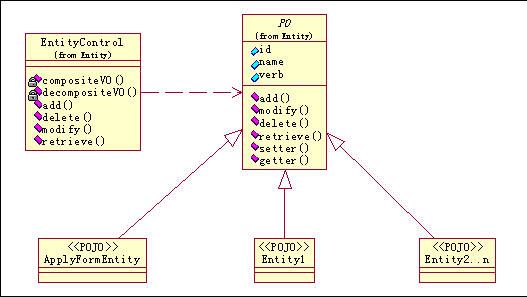 EntityControl
(from Entity)
compositeVO()
decompositeVO()
add()
delete()
modify()
retrieve()
PO
(from Entity)
id
name
verb
add()
modify()
delete()
retrieve()
setter()
getter()
<<POJO>>
ApplyFormEntity
<<POJO>>
Entity1
<<POJO>>
Entity2..n